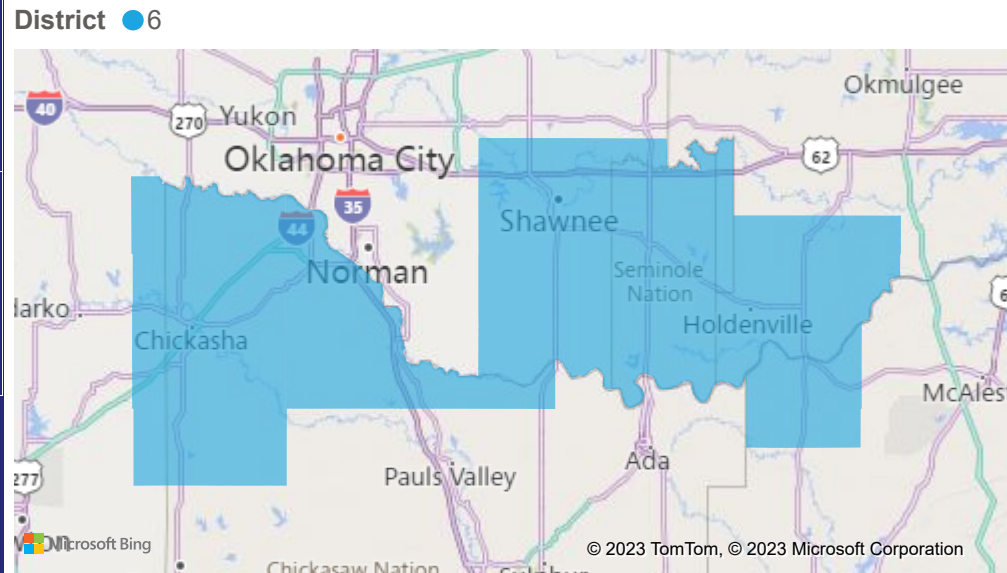 District 6
Okmulgee
40
270
Yukon
62
Oklahoma City
35
Shawnee
44
Norman
Seminole
Nation
darko
Holdenville
Chickasha
McAles
Pauls Valley
Ada
277
Microsoft Bing
© 2023 TomTom, © 2023 Microsoft Corporation
Chickasaw Nation